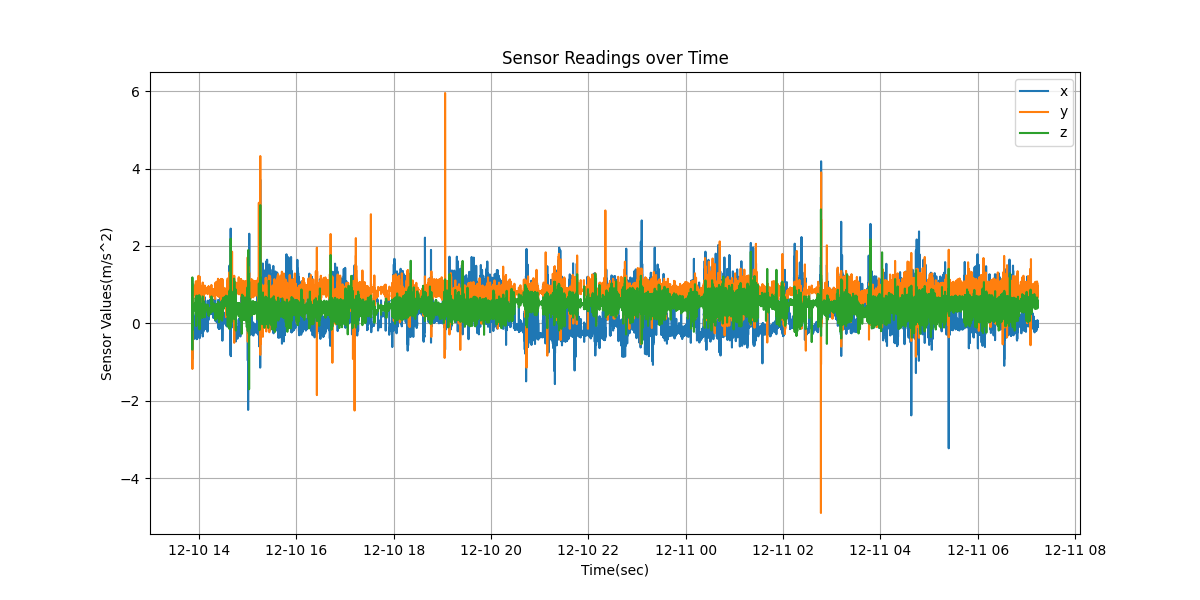 Sensor Readings over Time
Sensor Values(m/s^2)
6
4
2
0
−2
−4
x
y
z
12-10 14 12-10 16 12-10 18 12-10 20 12-10 22 12-11 00 12-11 02 12-11 04 12-11 06 12-11 08
Time(sec)